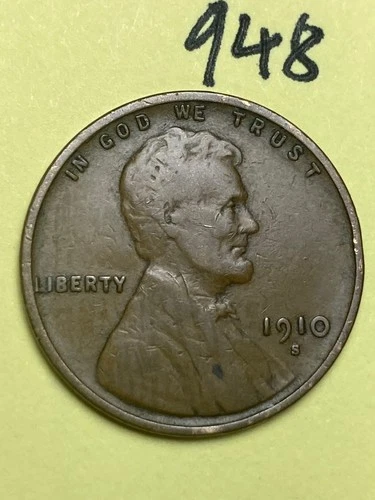 948
IN GOD WE TRUST
LIBERTY
1910
S